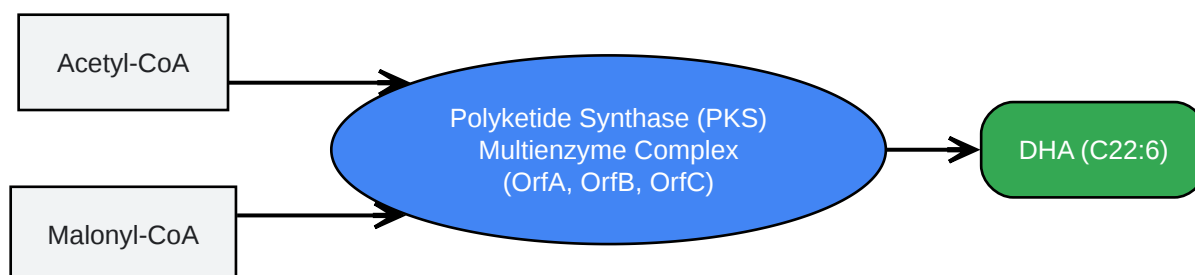 Acetyl-CoA
Polyketide Synthase (PKS)
Multienzyme Complex
(OrfA, OrfB, OrfC)
DHA (C22:6)
Malonyl-CoA